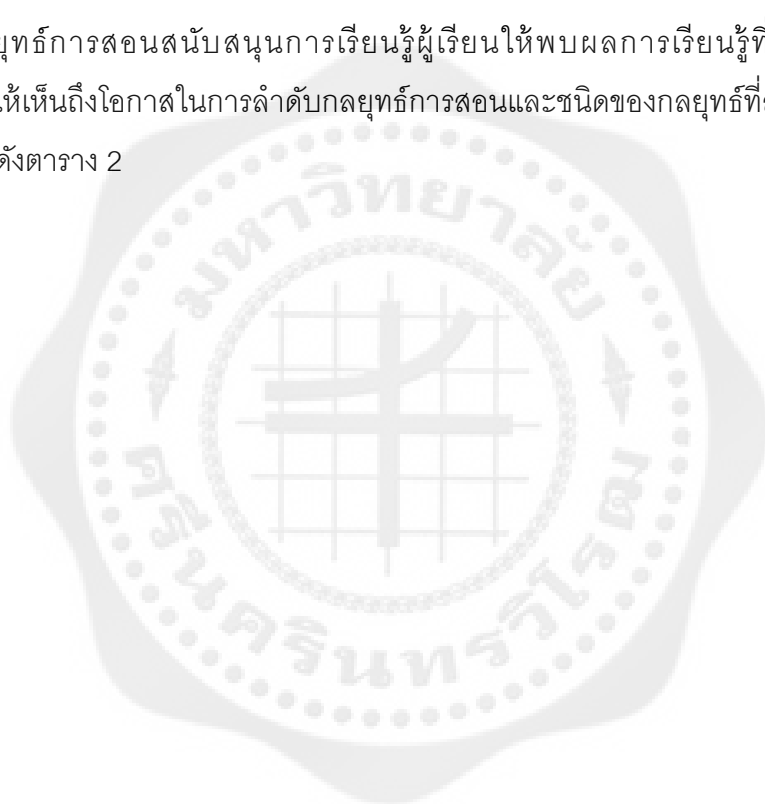 ยุทธ์การสอนสนับสนุนการเรียนรู้ผู้เรียนให้พบผลการเรียนรู้ที่
ให้เห็นถึงโอกาสในการลำดับกลยุทธ์การสอนและชนิดของกลยุทธ์ที่
ดังตาราง 2
มหาวิทยาลัย
ศรีนครินทรวิโรฒ